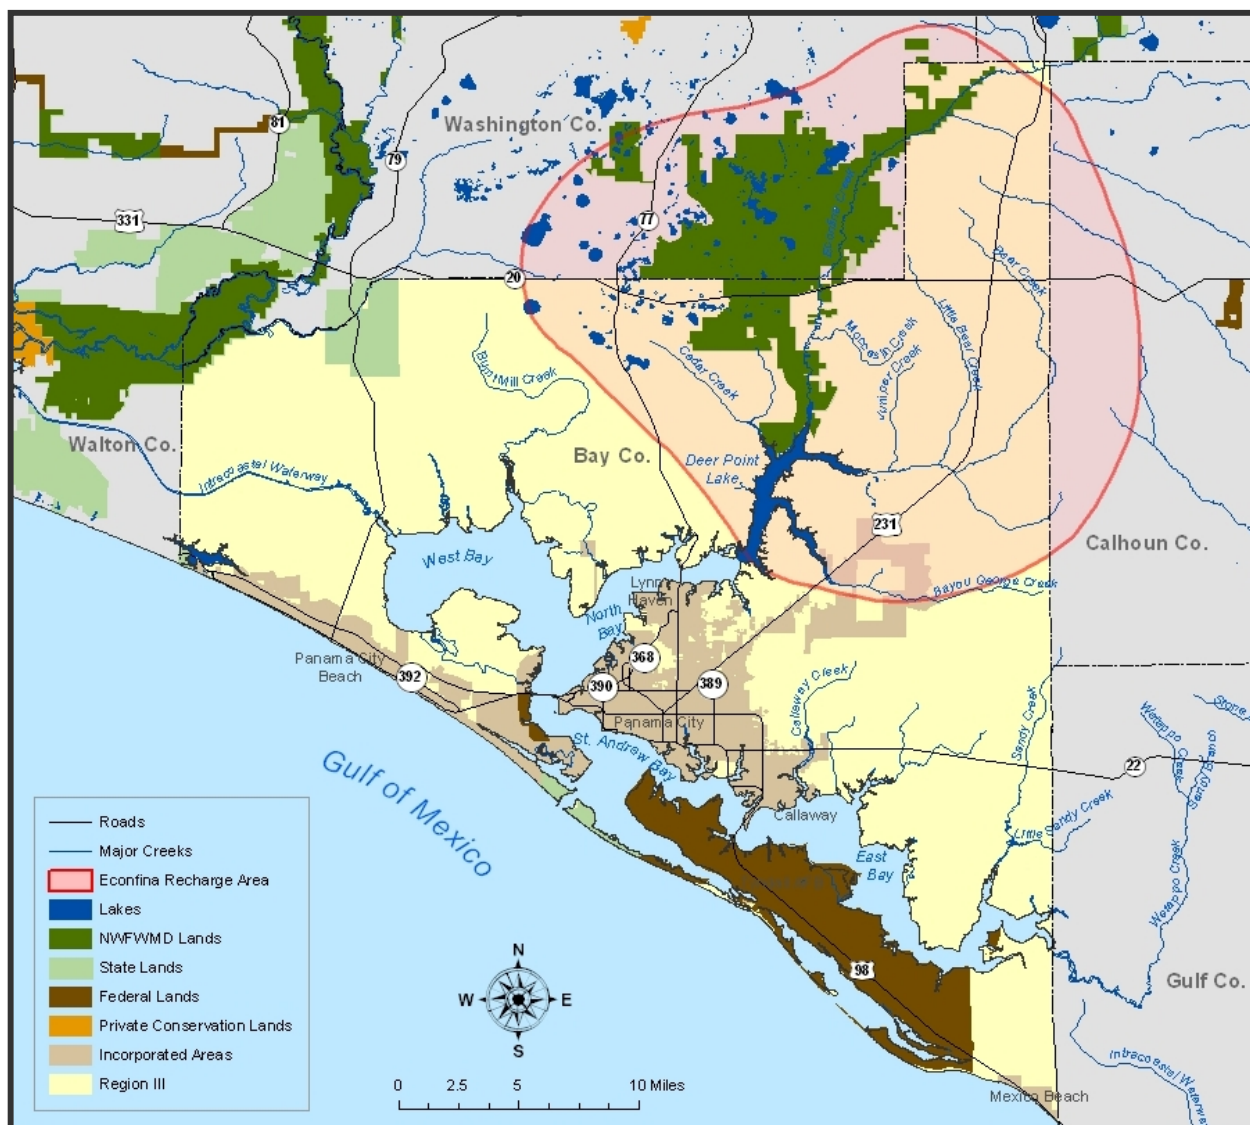 81
Washington Co.
79
331
77
20
Econfina Creek
Bear Creek
Little Bear Creek
Moccasin Creek
Juniper Creek
Cedar Creek
Burnt Mill Creek
Walton Co.
Bay Co.
Intracoastal Waterway
Deer Point
Lake
231
Calhoun Co.
West Bay
Lynn
Haven
Bayou George Creek
North
Bay
Panama City
Beach
392
368
390
389
Callaway Creek
Panama City
St. Andrew Bay
Sandy Creek
Wetappo Creek
Sandy Branch
22
Gulf of Mexico
Callaway
Little Sandy Creek
East
Bay
Wetappo Creek
98
Gulf Co.
Intracoastal Waterway
Mexico Beach
Roads
Major Creeks
Econfina Recharge Area
Lakes
NWFWMD Lands
State Lands
Federal Lands
Private Conservation Lands
Incorporated Areas
Region III
N
W E
S
0 2.5 5 10 Miles